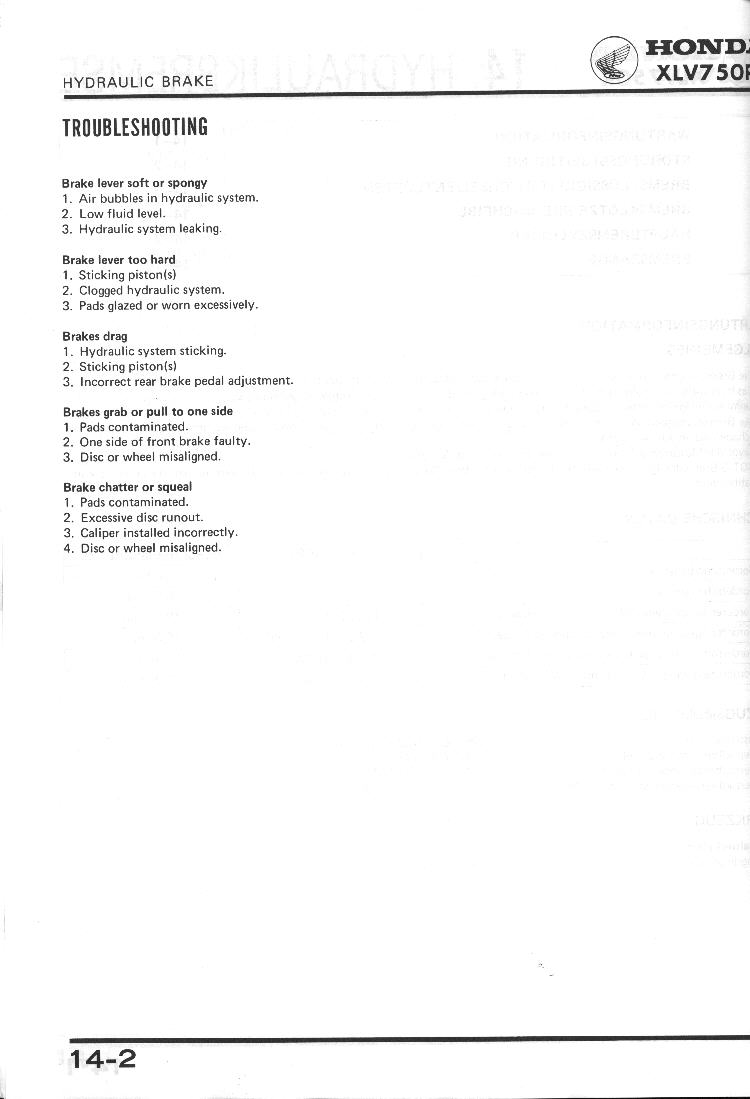 HYDRAULIC BRAKE
HONDA
XLV750R
TROUBLESHOOTING
Brake lever soft or spongy
1. Air bubbles in hydraulic system.
2. Low fluid level.
3. Hydraulic system leaking.
Brake lever too hard
1. Sticking piston(s)
2. Clogged hydraulic system.
3. Pads glazed or worn excessively.
Brakes drag
1. Hydraulic system sticking.
2. Sticking piston(s)
3. Incorrect rear brake pedal adjustment.
Brakes grab or pull to one side
1. Pads contaminated.
2. One side of front brake faulty.
3. Disc or wheel misaligned.
Brake chatter or squeal
1. Pads contaminated.
2. Excessive disc runout.
3. Caliper installed incorrectly.
4. Disc or wheel misaligned.
14-2